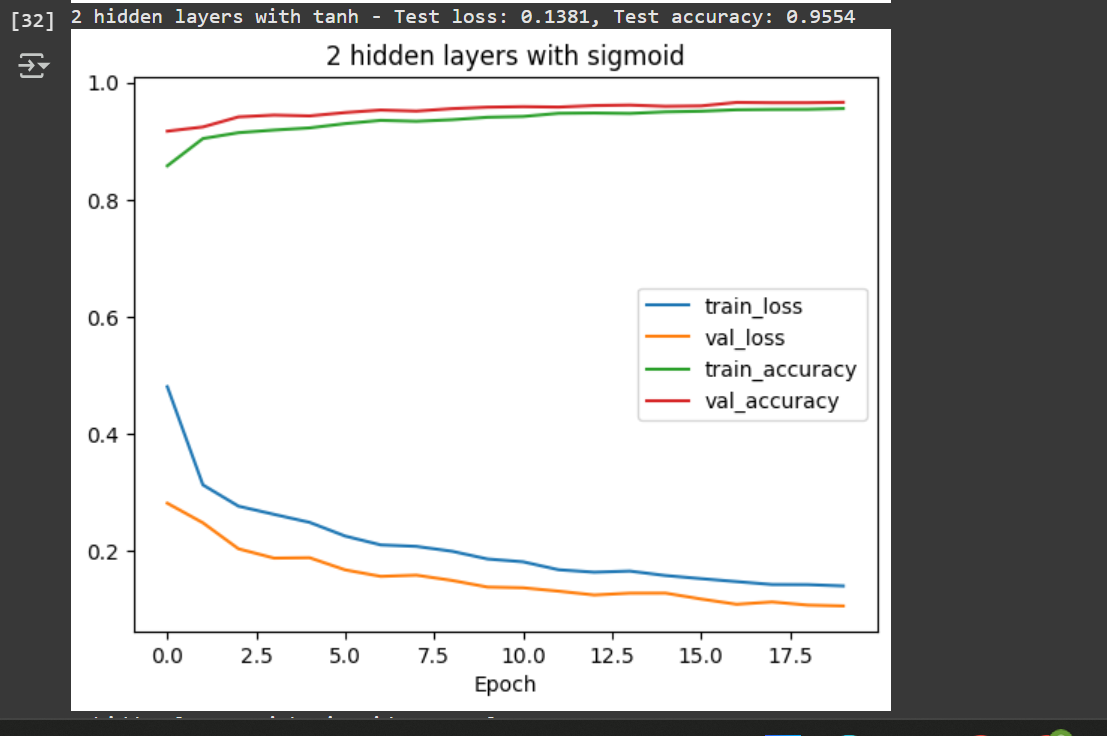 [32] 2 hidden layers with tanh - Test loss: 0.1381, Test accuracy: 0.9554
2 hidden layers with sigmoid
1.0
0.8
0.6
0.4
0.2
train_loss
val_loss
train_accuracy
val_accuracy
0.0 2.5 5.0 7.5 10.0 12.5 15.0 17.5
Epoch